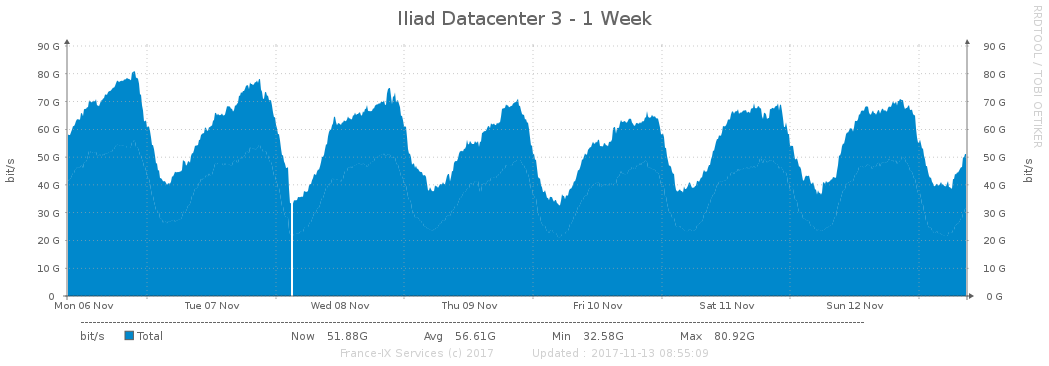 Iliad Datacenter 3 - 1 Week
RRDTOOL / TOBI OETIKER
bit/s
90 G 90 G
80 G 80 G
70 G 70 G
60 G 60 G
50 G 50 G
40 G 40 G
30 G 30 G
20 G 20 G
10 G 10 G
0 0 G
bit/s
Mon 06 Nov Tue 07 Nov Wed 08 Nov Thu 09 Nov Fri 10 Nov Sat 11 Nov Sun 12 Nov
bit/s Total Now 51.88G Avg 56.61G Min 32.58G Max 80.92G
France-IX Services (c) 2017 Updated : 2017-11-13 08:55:09